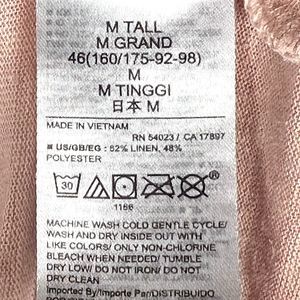 M TALL
M GRAND
46(160/175-92-98)
M
M TINGGI
日本 M
MADE IN VIETNAM
RN 54023 / CA 17897
■ US/GB/EG : 52% LINEN, 48%
POLYESTER
30
1166
MACHINE WASH COLD GENTLE CYCLE/
WASH AND DRY INSIDE OUT WITH
LIKE COLORS/ ONLY NON-CHLORINE
BLEACH WHEN NEEDED/ TUMBLE
DRY LOW/ DO NOT IRON/ DO NOT
DRY CLEAN
Imported By/Importe Par/DISTRIBUIDO